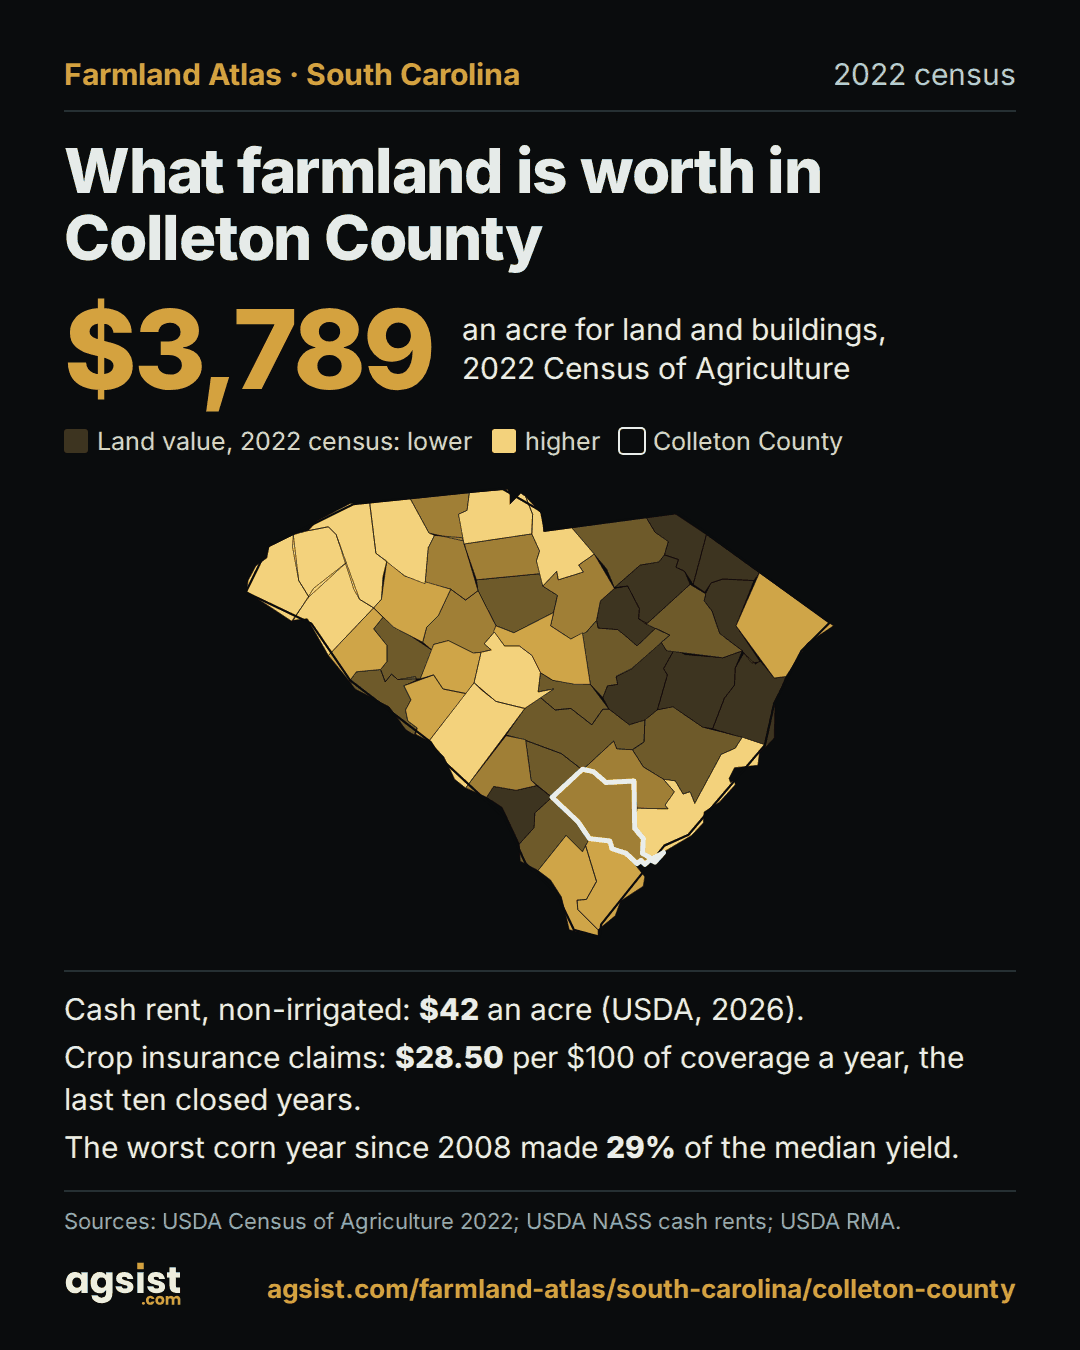 Farmland Atlas · South Carolina
2022 census
What farmland is worth in
Colleton County
$3,789
an acre for land and buildings,
2022 Census of Agriculture
Land value, 2022 census: lower
higher
Colleton County
Cash rent, non-irrigated: $42 an acre (USDA, 2026).
Crop insurance claims: $28.50 per $100 of coverage a year, the
last ten closed years.
The worst corn year since 2008 made 29% of the median yield.
Sources: USDA Census of Agriculture 2022; USDA NASS cash rents; USDA RMA.
agsist
.com
agsist.com/farmland-atlas/south-carolina/colleton-county